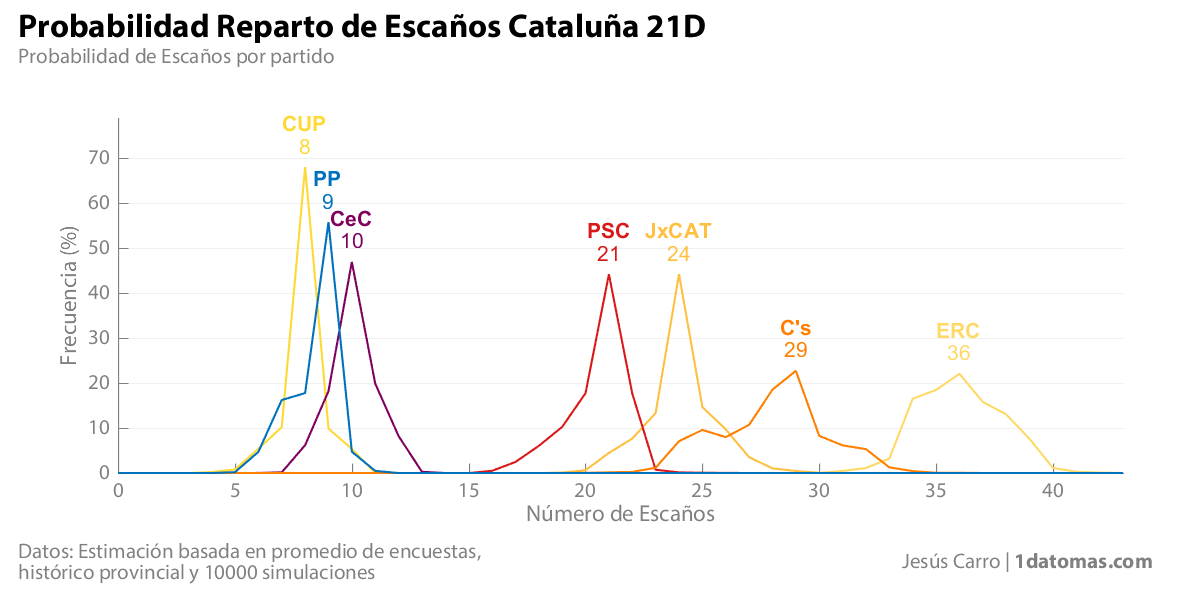 Probabilidad Reparto de Escaños Cataluña 21D
Probabilidad de Escaños por partido
CUP
8
PP
9
CeC
10
PSC
21
JxCAT
24
C's
29
ERC
36
Frecuencia (%)
70
60
50
40
30
20
10
0
0 5 10 15 20 25 30 35 40
Número de Escaños
Datos: Estimación basada en promedio de encuestas,
histórico provincial y 10000 simulaciones
Jesús Carro | 1datomas.com